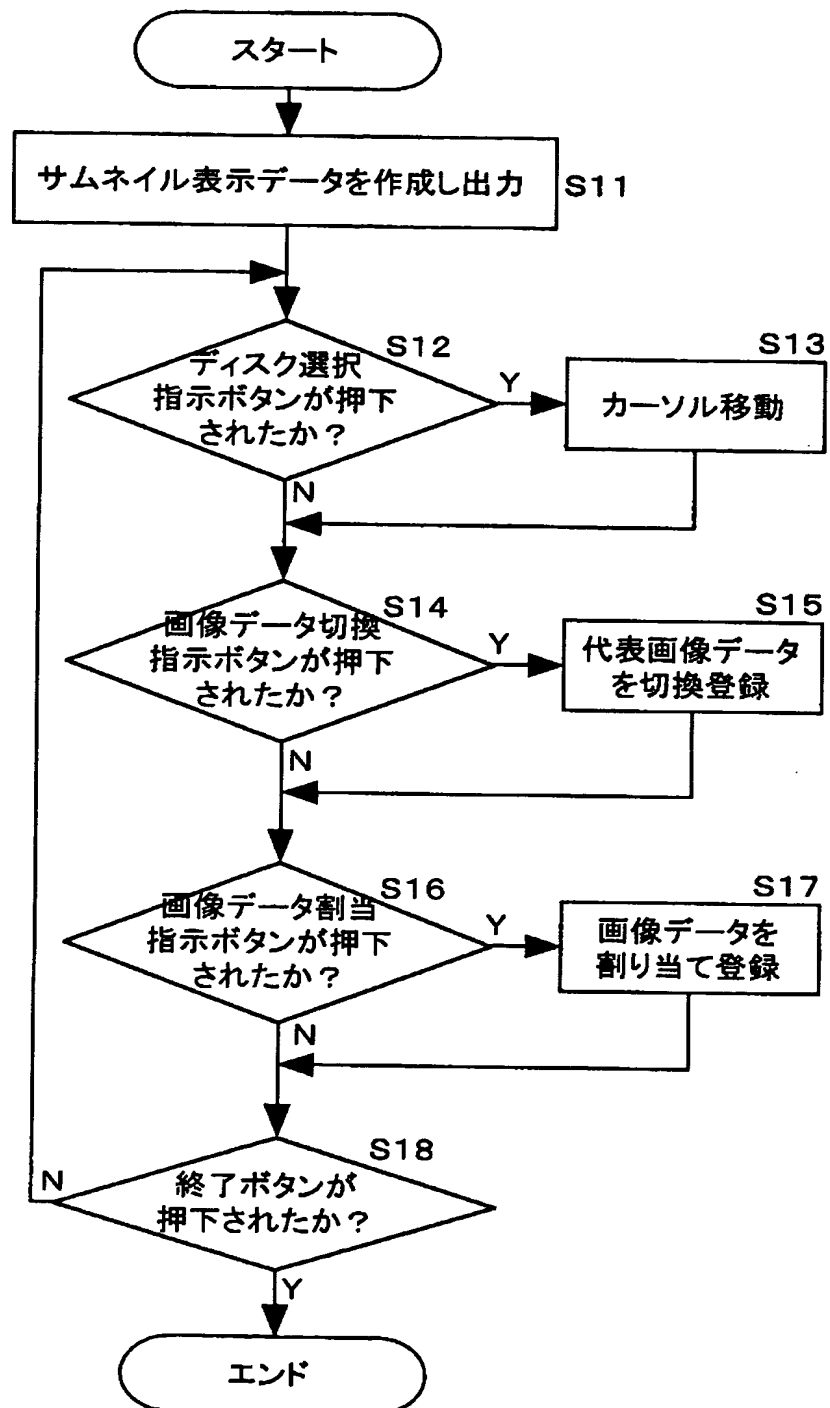 スタート
サムネイル表示データを作成し出力
S11
S12
ディスク選択
指示ボタンが押下
されたか？
Y
N
S13
カーソル移動
S14
画像データ切換
指示ボタンが押下
されたか？
Y
N
S15
代表画像データ
を切換登録
S16
画像データ割当
指示ボタンが押下
されたか？
Y
N
S17
画像データを
割り当て登録
S18
終了ボタンが
押下されたか？
N
Y
エンド